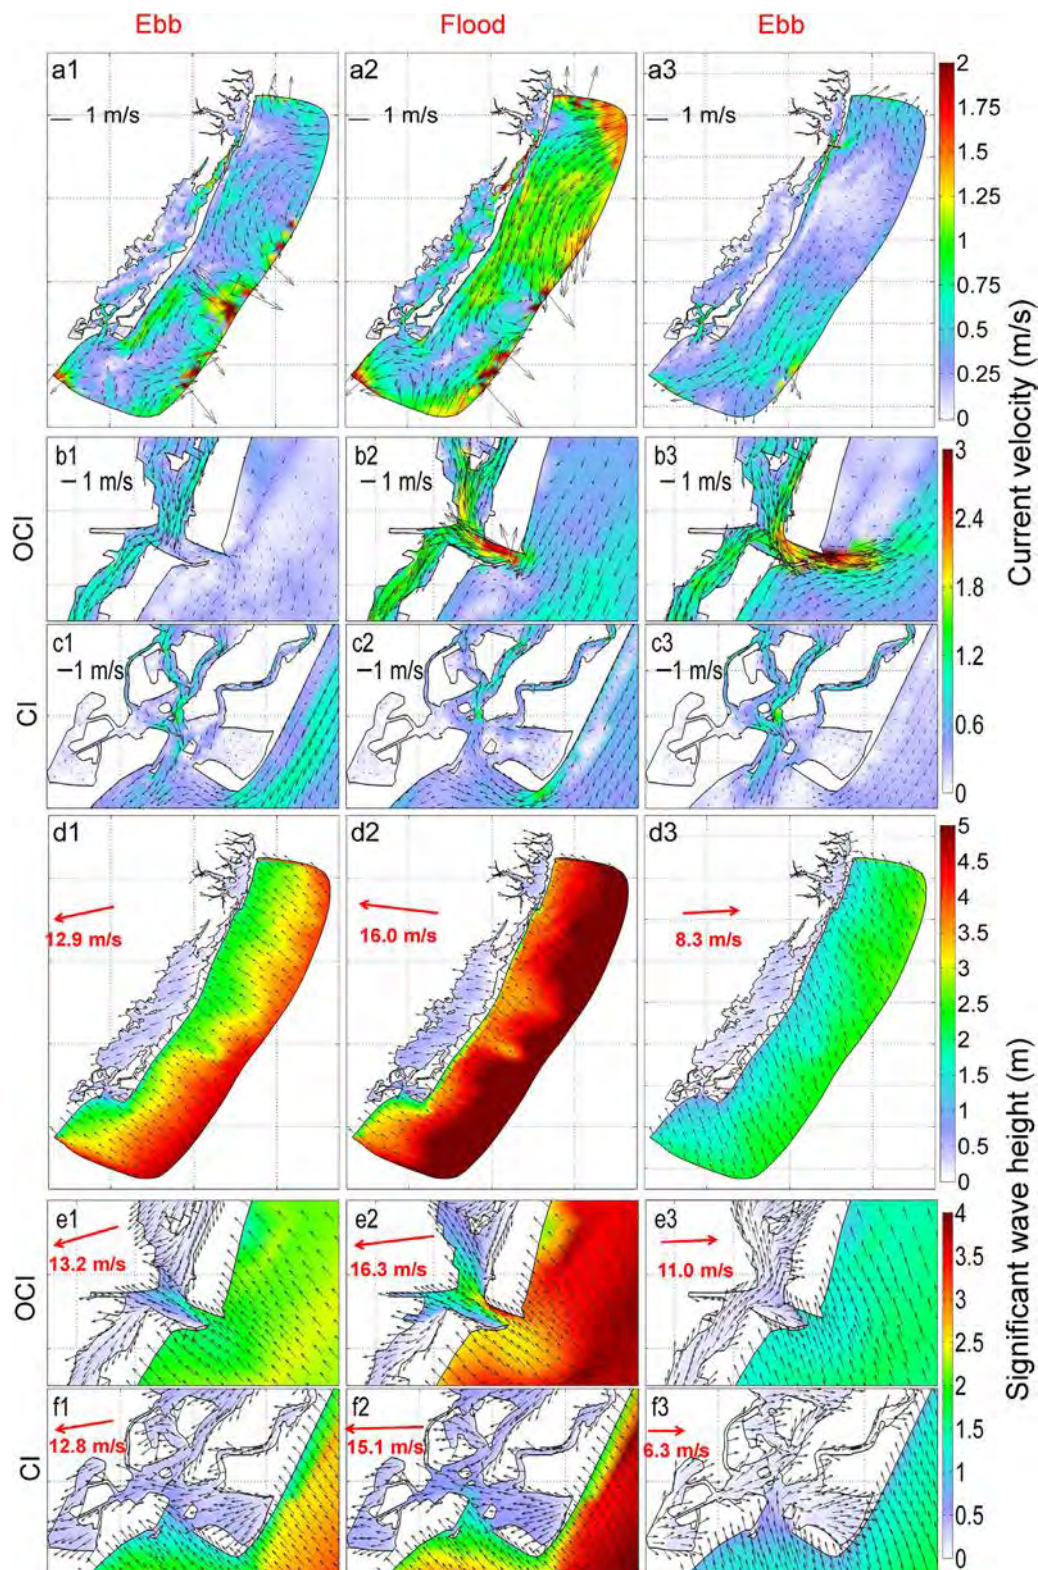 Ebb Flood Ebb
a1 a2 a3
1 m/s 1 m/s 1 m/s
2
1.75
1.5
1.25
1
0.75
0.5
0.25
0
Current velocity (m/s)
OCI
b1 b2 b3
1 m/s 1 m/s 1 m/s
3
2.4
1.8
1.2
0.6
0
CI
c1 c2 c3
1 m/s 1 m/s 1 m/s
d1 d2 d3
12.9 m/s 16.0 m/s 8.3 m/s
5
4.5
4
3.5
3
2.5
2
1.5
1
0.5
0
Significant wave height (m)
OCI
e1 e2 e3
13.2 m/s 16.3 m/s 11.0 m/s
4
3.5
3
2.5
2
1.5
1
0.5
0
CI
f1 f2 f3
12.8 m/s 15.1 m/s 6.3 m/s